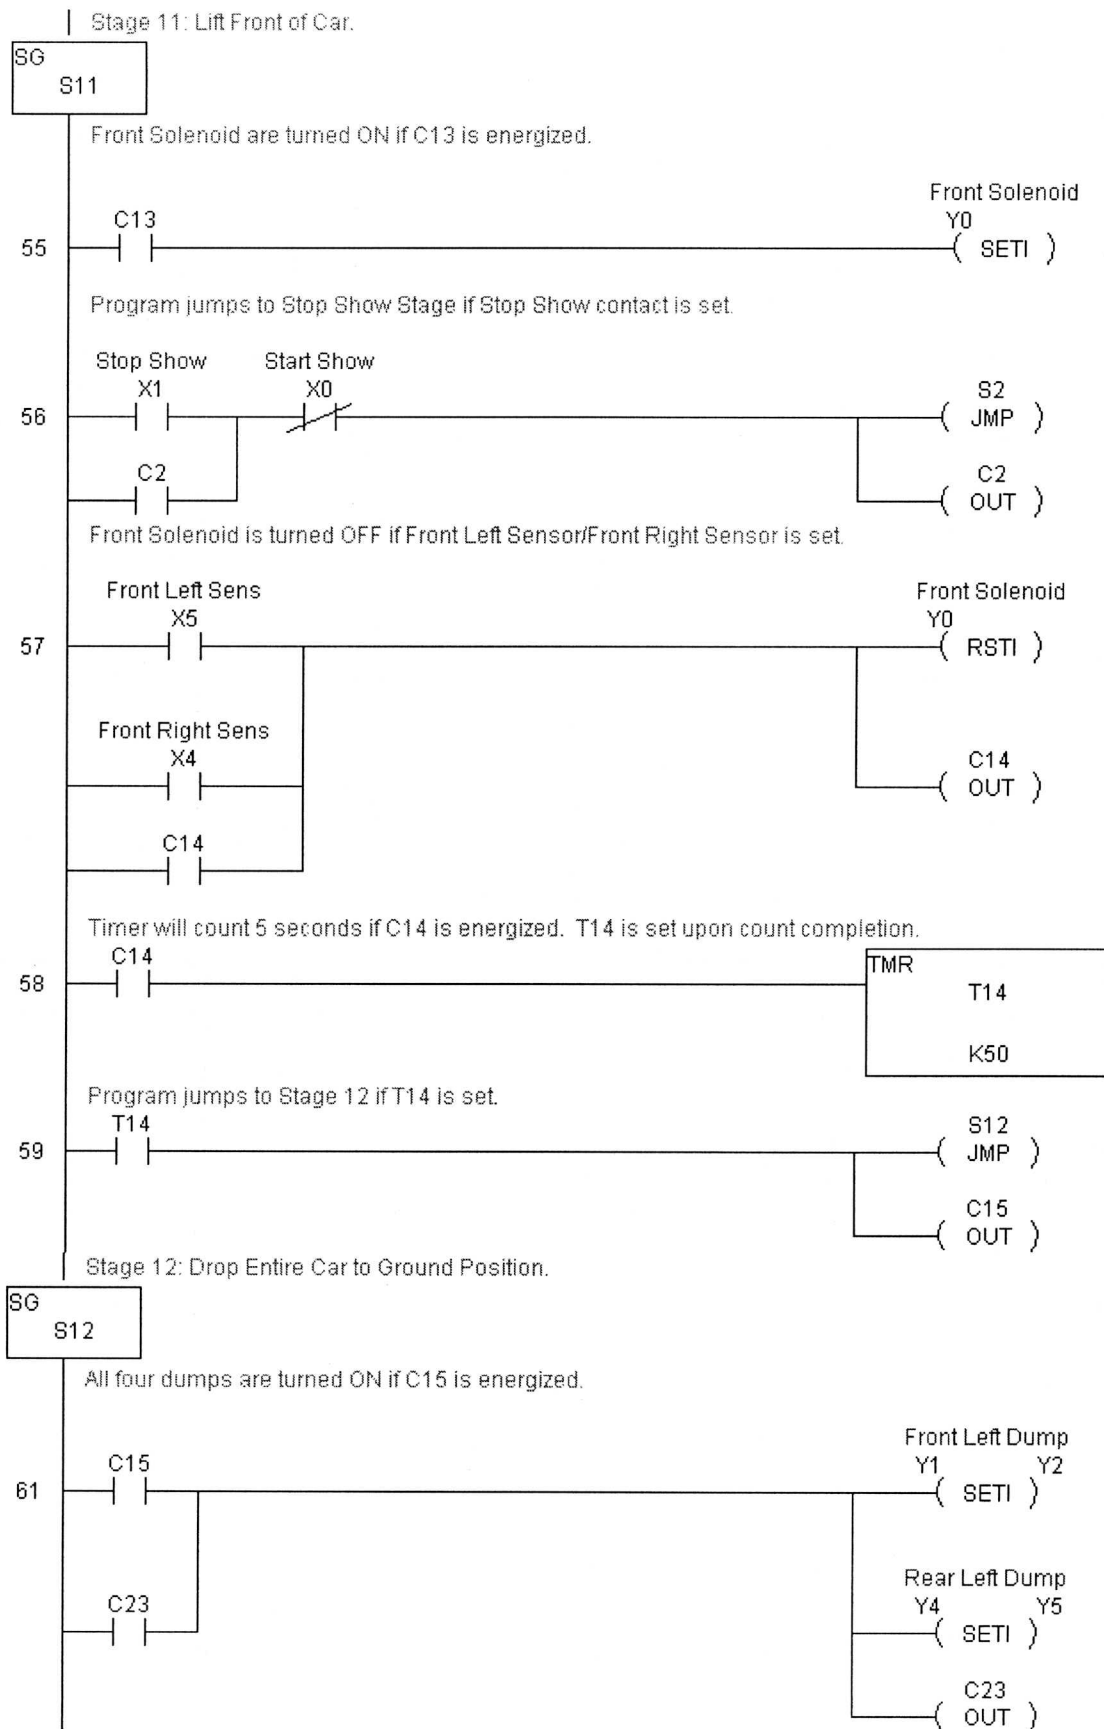 Stage 11: Lift Front of Car.
SG
S11
Front Solenoid are turned ON if C13 is energized.
Front Solenoid
C13 Y0
55 ( SETI )
Program jumps to Stop Show Stage if Stop Show contact is set.
Stop Show Start Show
X1 X0 S2
56 ( JMP )
C2 C2
( OUT )
Front Solenoid is turned OFF if Front Left Sensor/Front Right Sensor is set.
Front Left Sens Front Solenoid
X5 Y0
57 ( RSTI )
Front Right Sens
X4 C14
( OUT )
C14
Timer will count 5 seconds if C14 is energized. T14 is set upon count completion.
C14 TMR
58 T14
K50
Program jumps to Stage 12 if T14 is set.
T14 S12
59 ( JMP )
C15
( OUT )
Stage 12: Drop Entire Car to Ground Position.
SG
S12
All four dumps are turned ON if C15 is energized.
Front Left Dump
C15 Y1 Y2
61 ( SETI )
Rear Left Dump
C23 Y4 Y5
( SETI )
C23
( OUT )